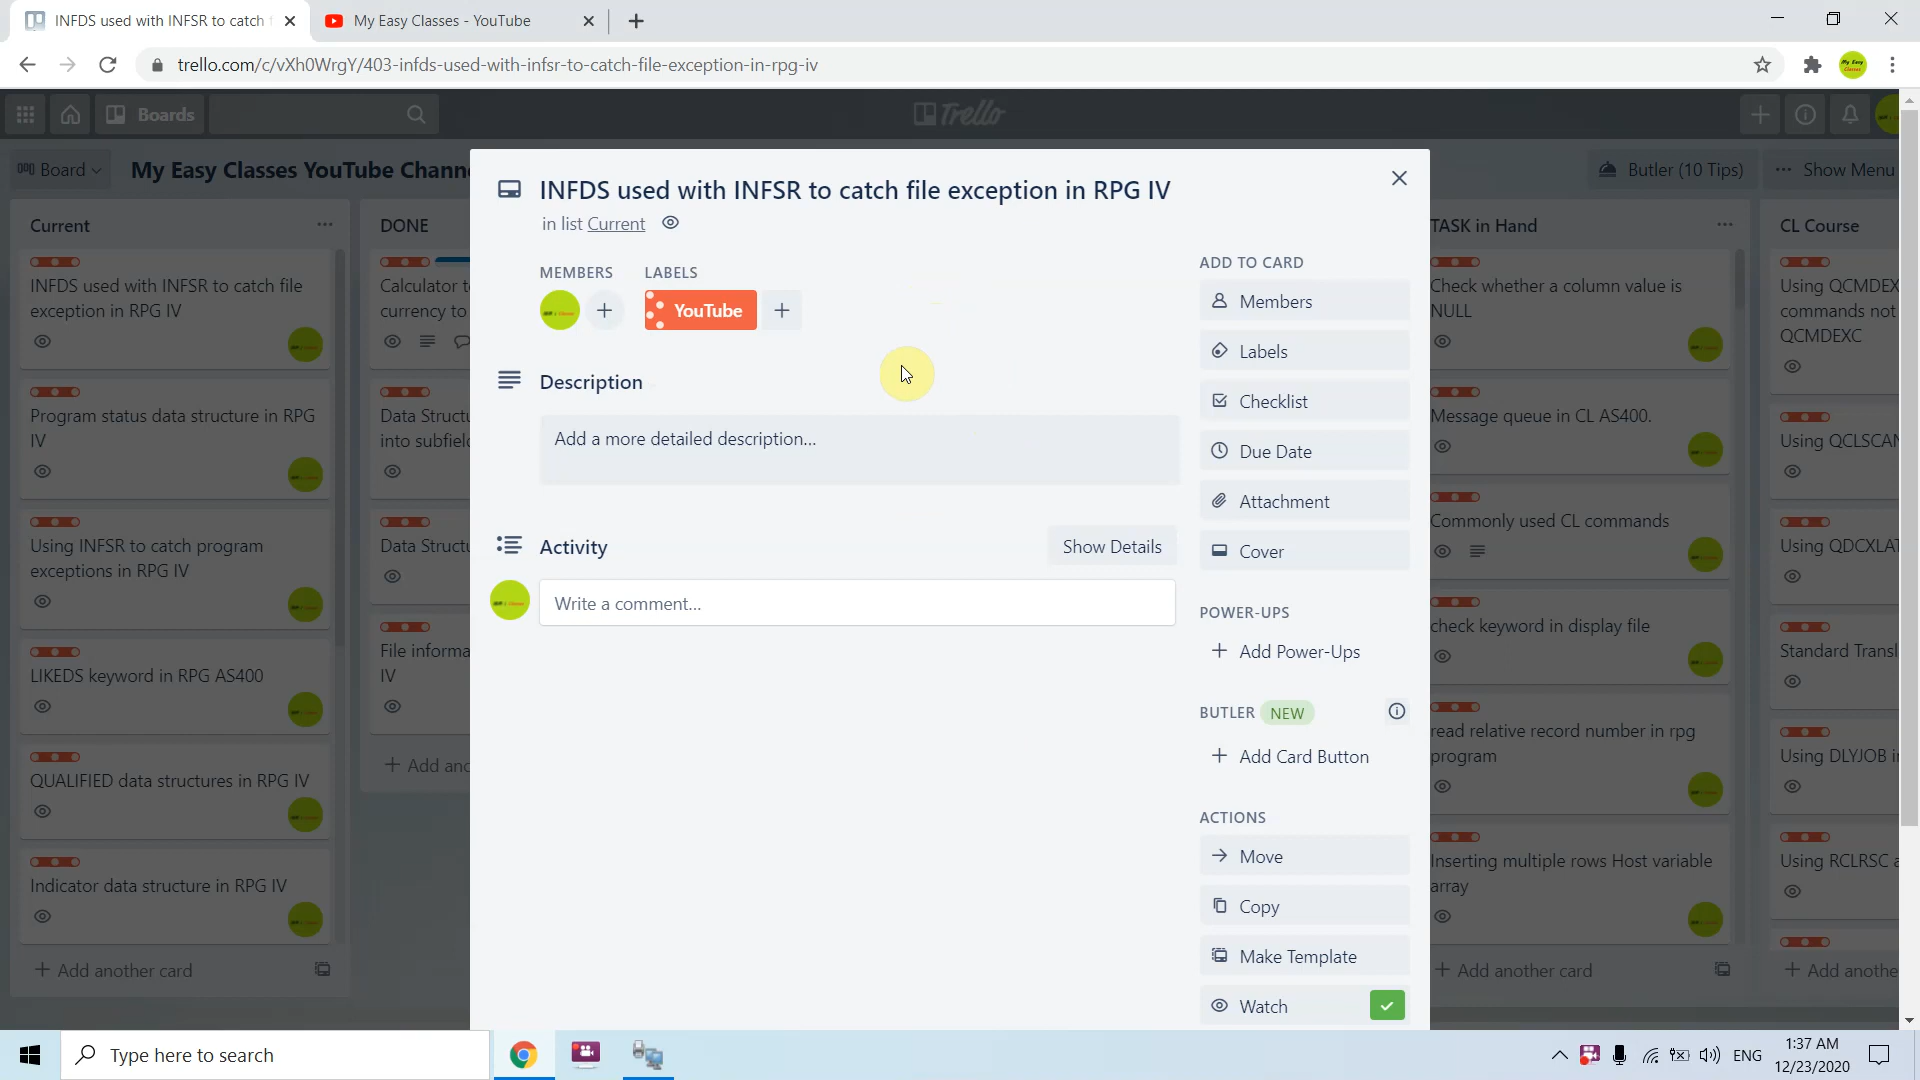 INFDS used with INFSR to catch
My Easy Classes - YouTube
trello.com/c/vXh0WrgY/403-infds-used-with-infsr-to-catch-file-exception-in-rpg-iv
Boards
Trello
Board
My Easy Classes YouTube Chann
Butler (10 Tips)
Show Menu
Current
INFDS used with INFSR to catch file
exception in RPG IV
Program status data structure in RPG
IV
Using INFSR to catch program
exceptions in RPG IV
LIKEDS keyword in RPG AS400
QUALIFIED data structures in RPG IV
Indicator data structure in RPG IV
Add another card
DONE
Calculator t
currency to
Data Structu
into subfield
Data Structu
File informa
IV
Add ano
INFDS used with INFSR to catch file exception in RPG IV
in list Current
MEMBERS
LABELS
YouTube
Description
Add a more detailed description...
Activity
Show Details
Write a comment...
ADD TO CARD
Members
Labels
Checklist
Due Date
Attachment
Cover
POWER-UPS
Add Power-Ups
BUTLER NEW
Add Card Button
ACTIONS
Move
Copy
Make Template
Watch
TASK in Hand
Check whether a column value is
NULL
Message queue in CL AS400.
Commonly used CL commands
check keyword in display file
read relative record number in rpg
program
Inserting multiple rows Host variable
array
Add another card
CL Course
Using QCMDEX
commands not
QCMDEXC
Using QCLSCAN
Using QDCXLAT
Standard Transl
Using DLYJOB i
Using RCLRSC a
Add anothe
Type here to search
ENG
1:37 AM
12/23/2020